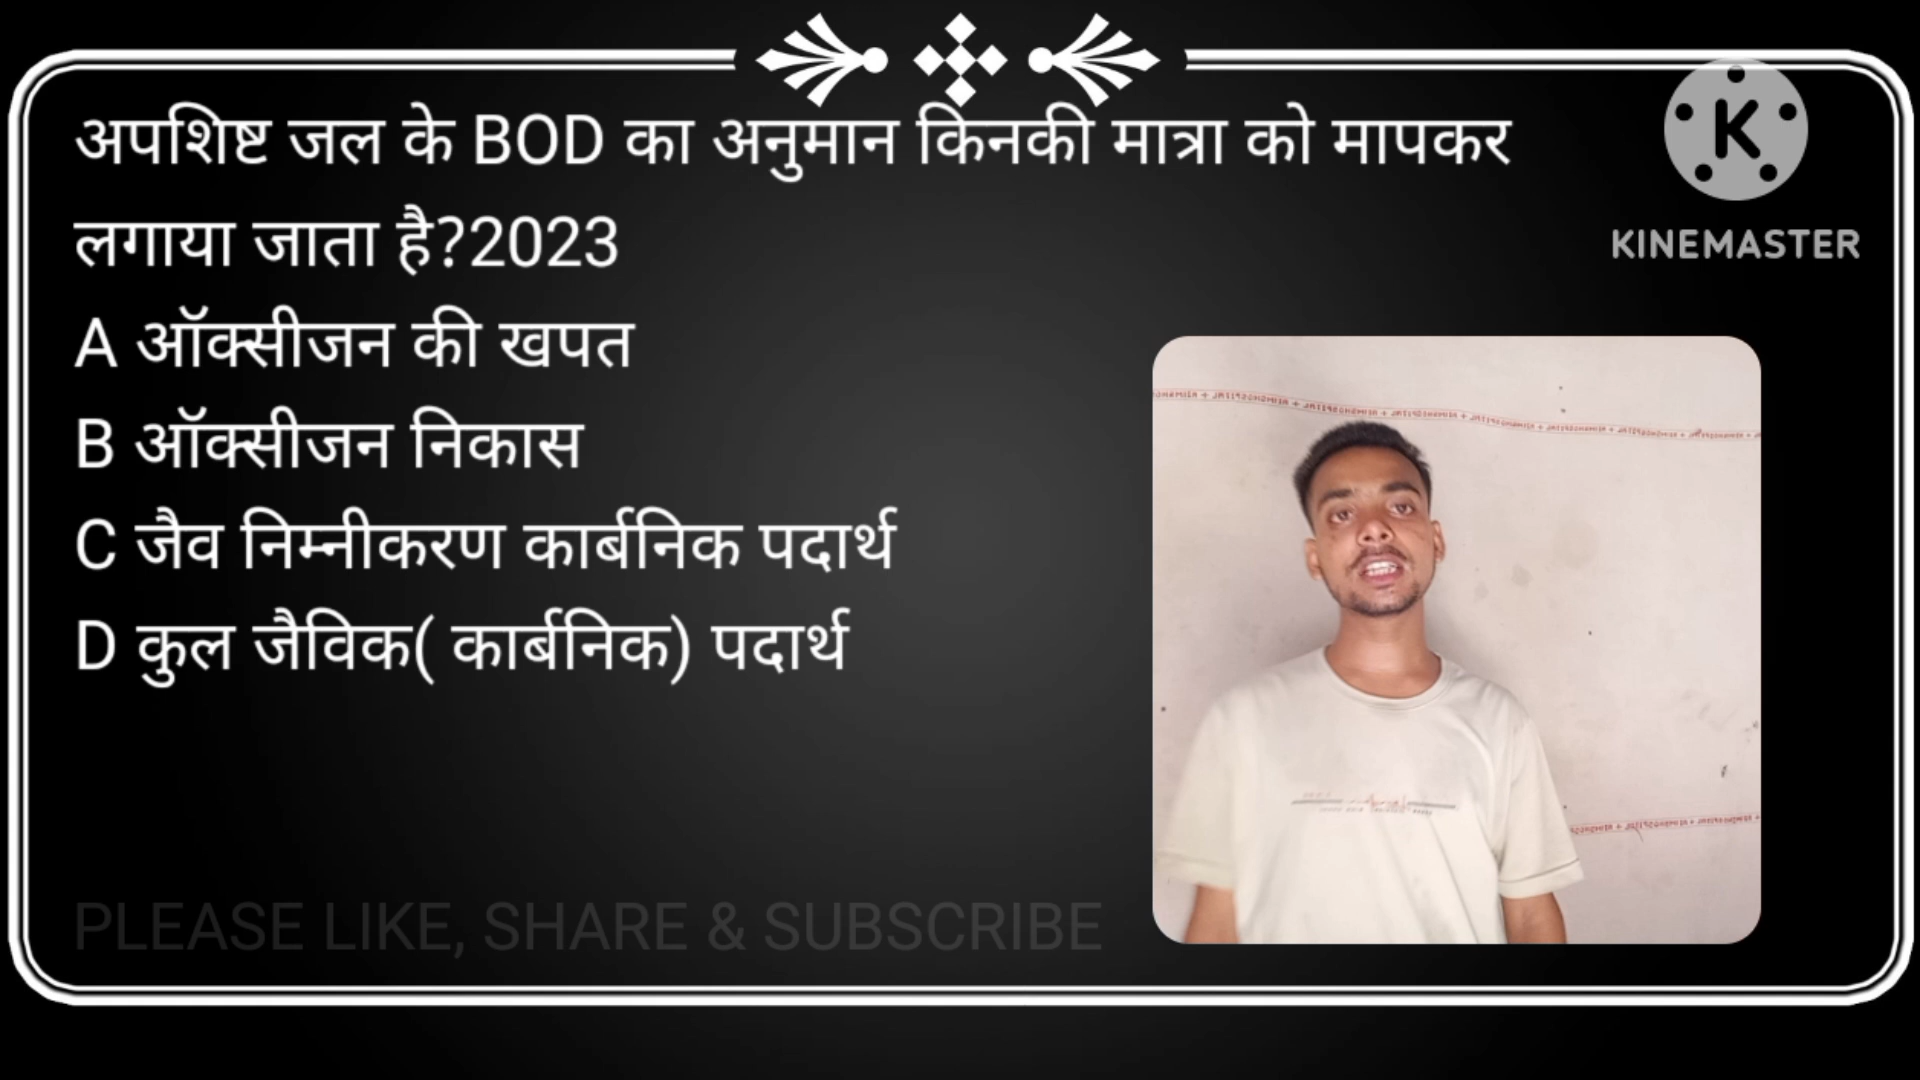 अपशिष्ट जल के BOD का अनुमान किनकी मात्रा को मापकर
लगाया जाता है?2023
A ऑक्सीजन की खपत
B ऑक्सीजन निकास
C जैव निम्नीकरण कार्बनिक पदार्थ
D कुल जैविक( कार्बनिक) पदार्थ
PLEASE LIKE, SHARE & SUBSCRIBE
K
KINEMASTER